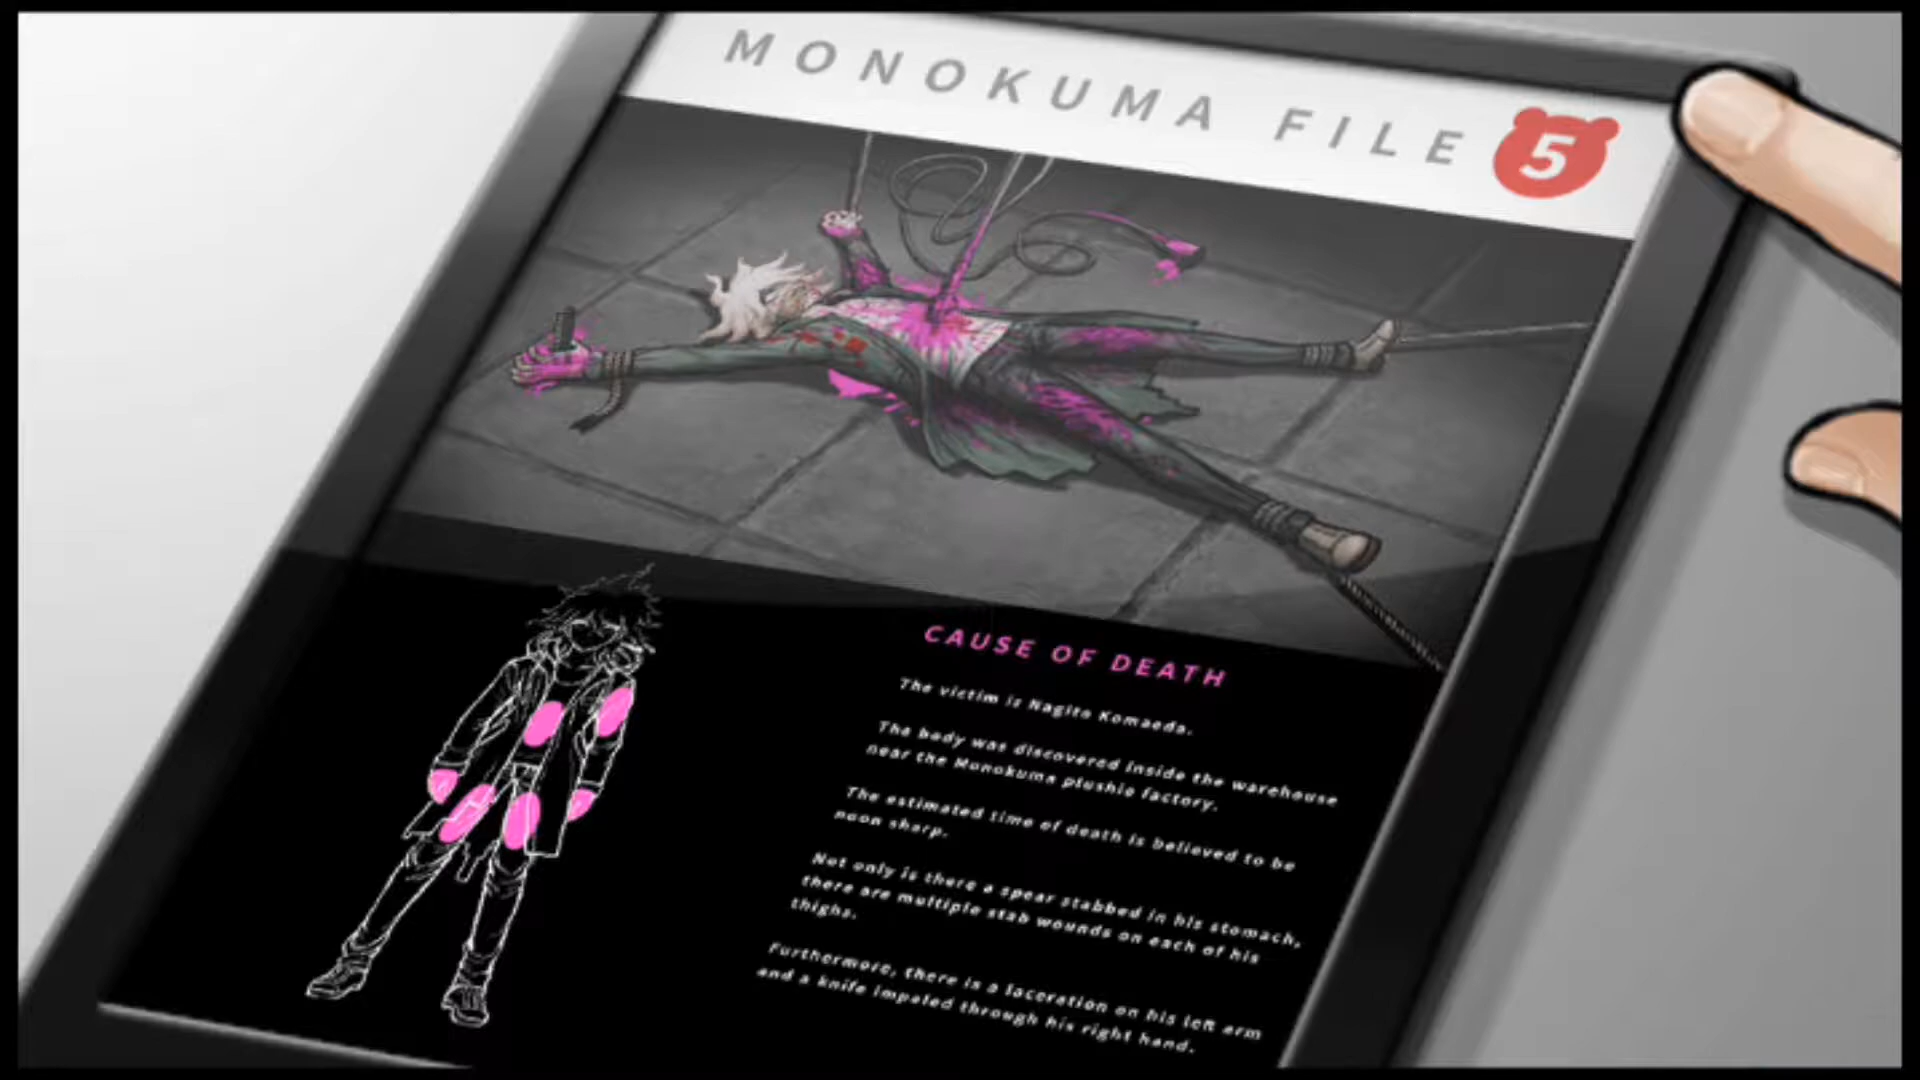 MONOKUMA FILE 5
CAUSE OF DEATH
The victim is Nagito Komaeda.
The body was discovered inside the warehouse
near the Monokuma plushie factory.
The estimated time of death is believed to be
noon sharp.
Not only is there a spear stabbed in his stomach,
there are multiple stab wounds on each of his
thighs.
Furthermore, there is a laceration on his left arm
and a knife impaled through his right hand.